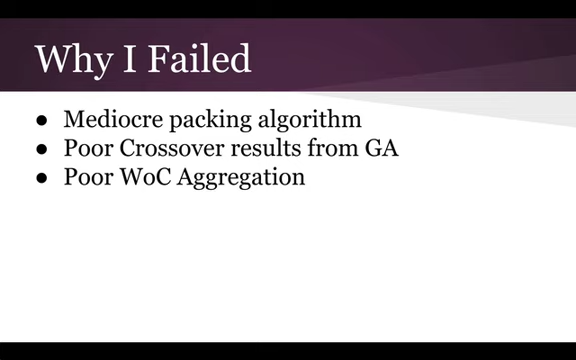 Why I Failed
● Mediocre packing algorithm
● Poor Crossover results from GA
● Poor WoC Aggregation